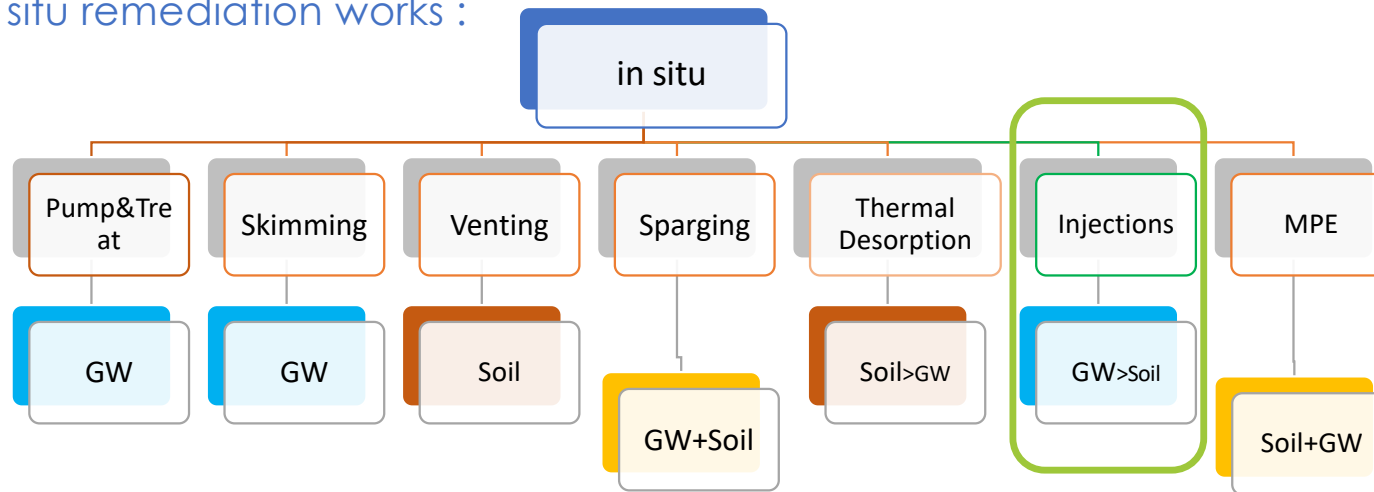 situ remediation works :
in situ
Pump&Tre
at
Skimming
Venting
Sparging
Thermal
Desorption
Injections
MPE
GW
GW
Soil
GW+Soil
Soil>GW
GW>Soil
Soil+GW